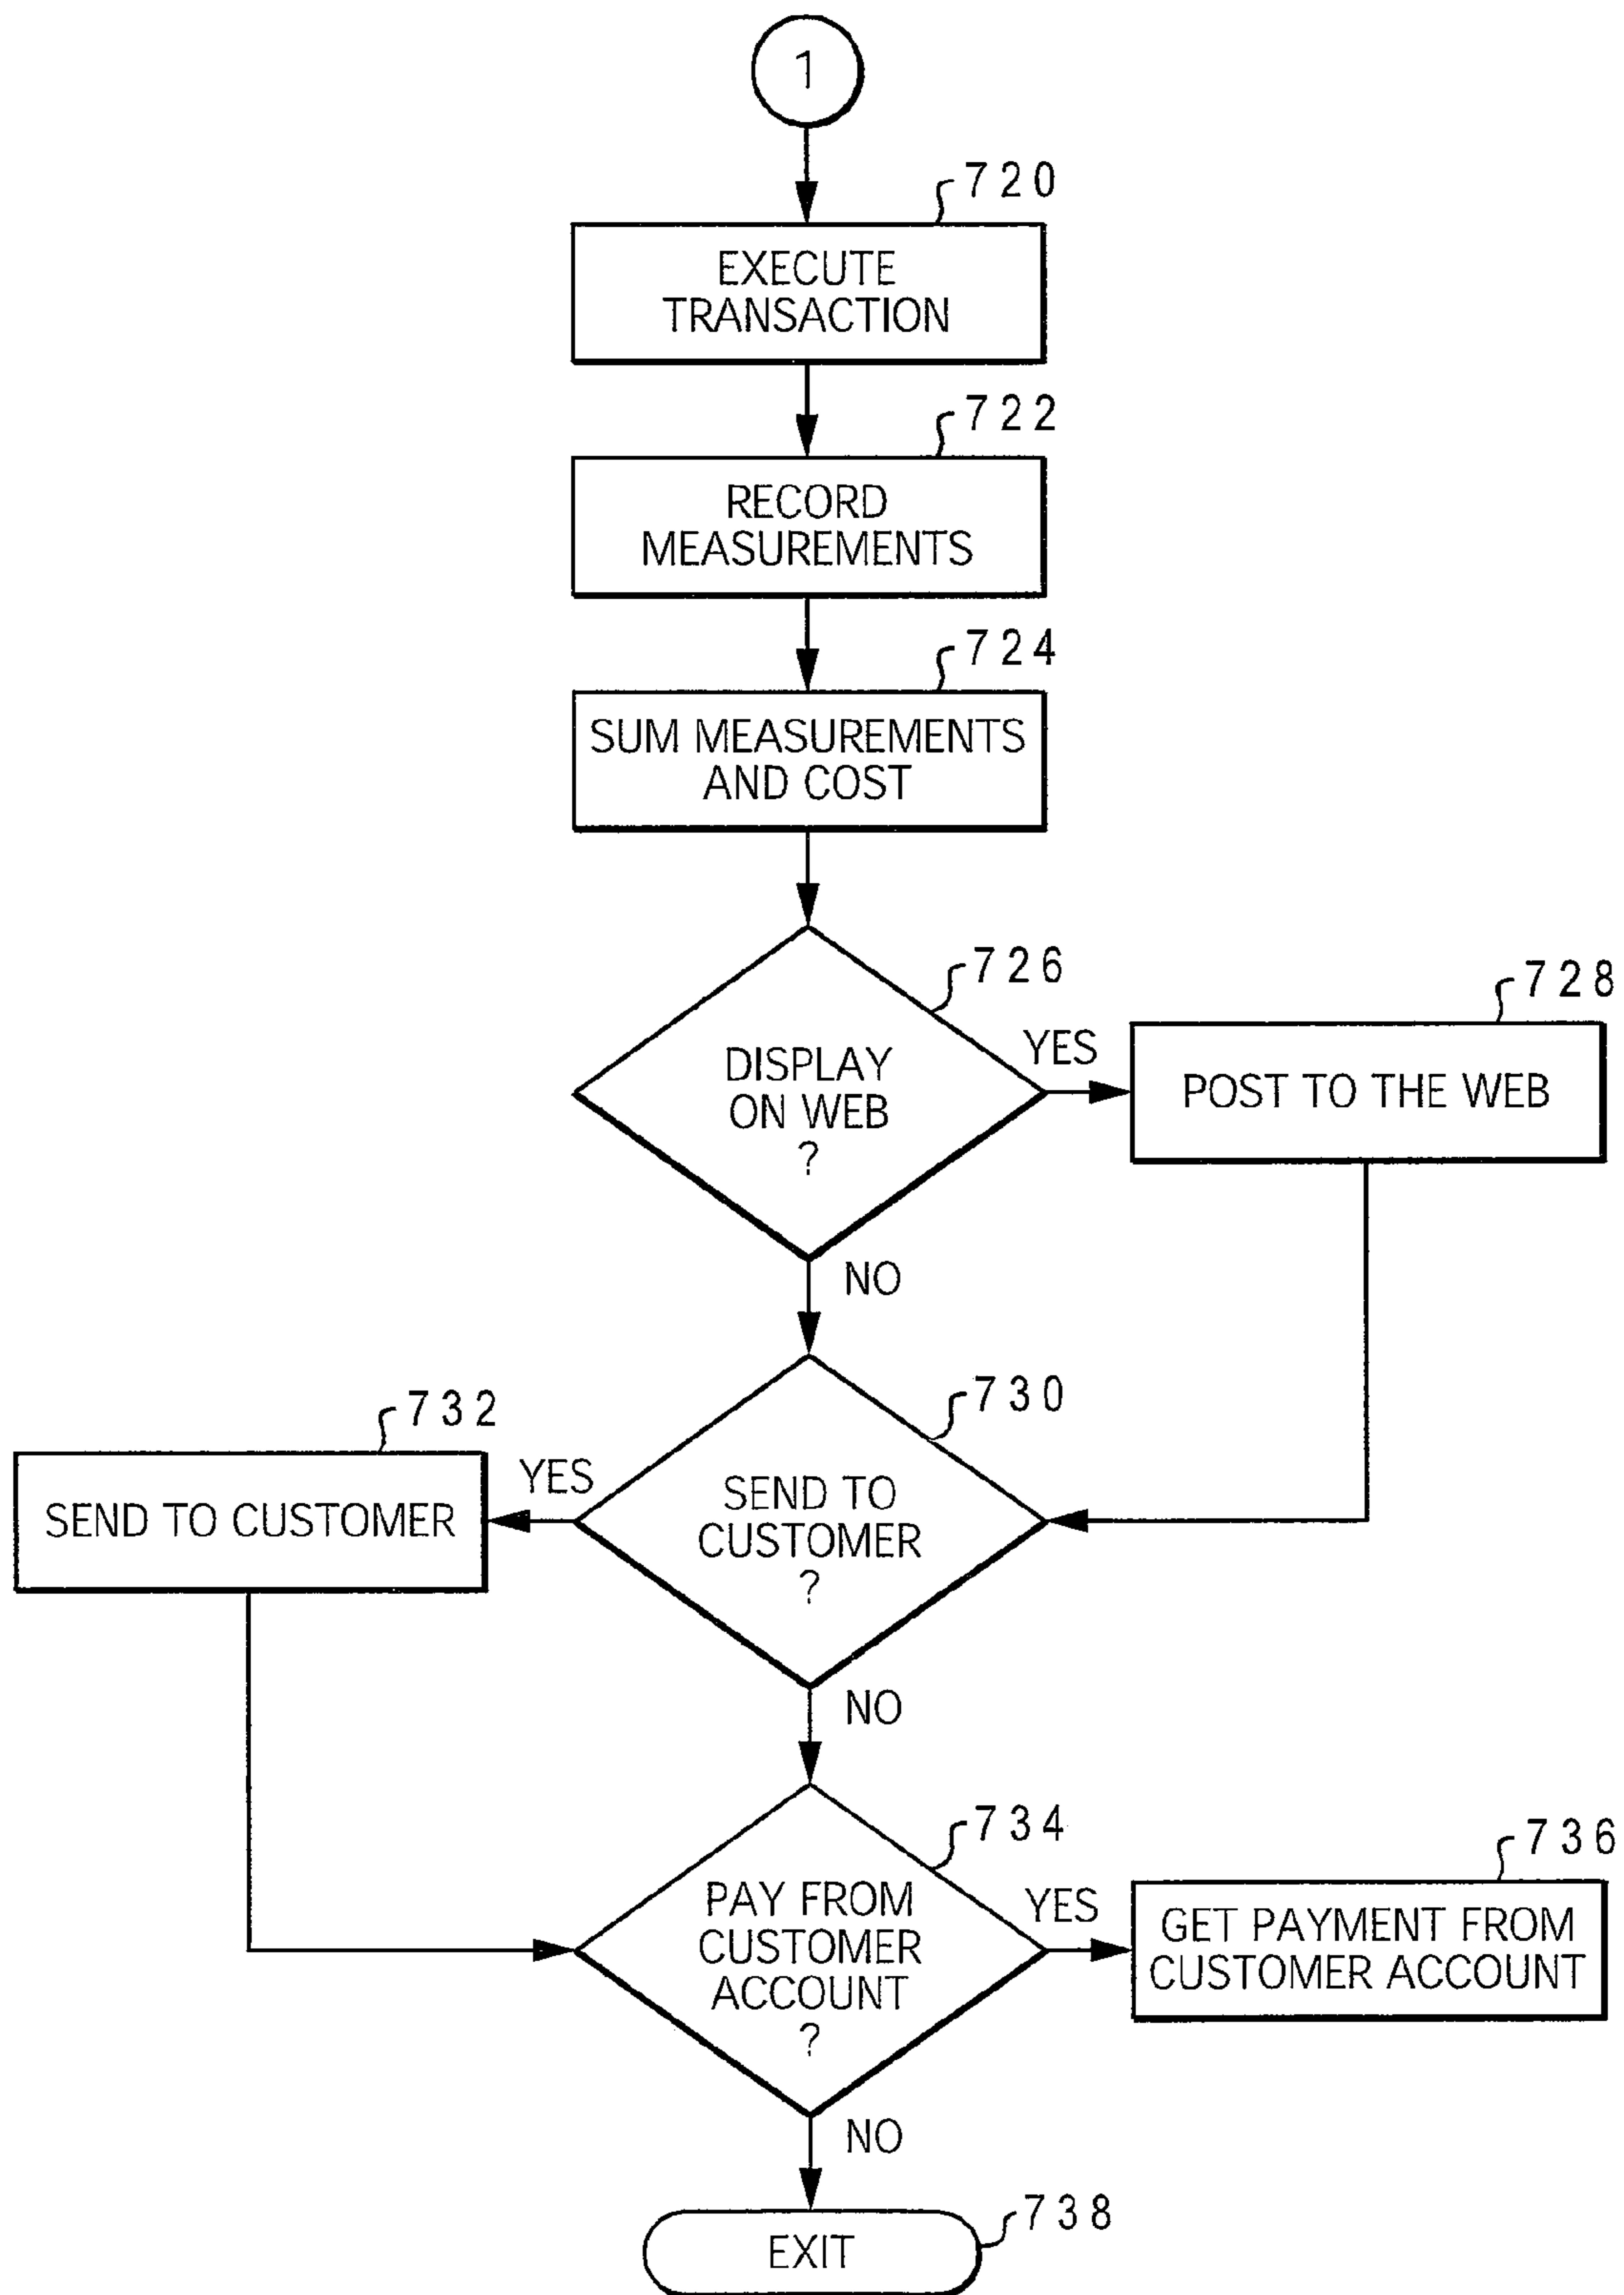 1
720
EXECUTE
TRANSACTION
722
RECORD
MEASUREMENTS
724
SUM MEASUREMENTS
AND COST
726
DISPLAY
ON WEB
?
YES
728
POST TO THE WEB
NO
730
SEND TO
CUSTOMER
?
YES
732
SEND TO CUSTOMER
NO
734
PAY FROM
CUSTOMER
ACCOUNT
?
YES
736
GET PAYMENT FROM
CUSTOMER ACCOUNT
NO
738
EXIT